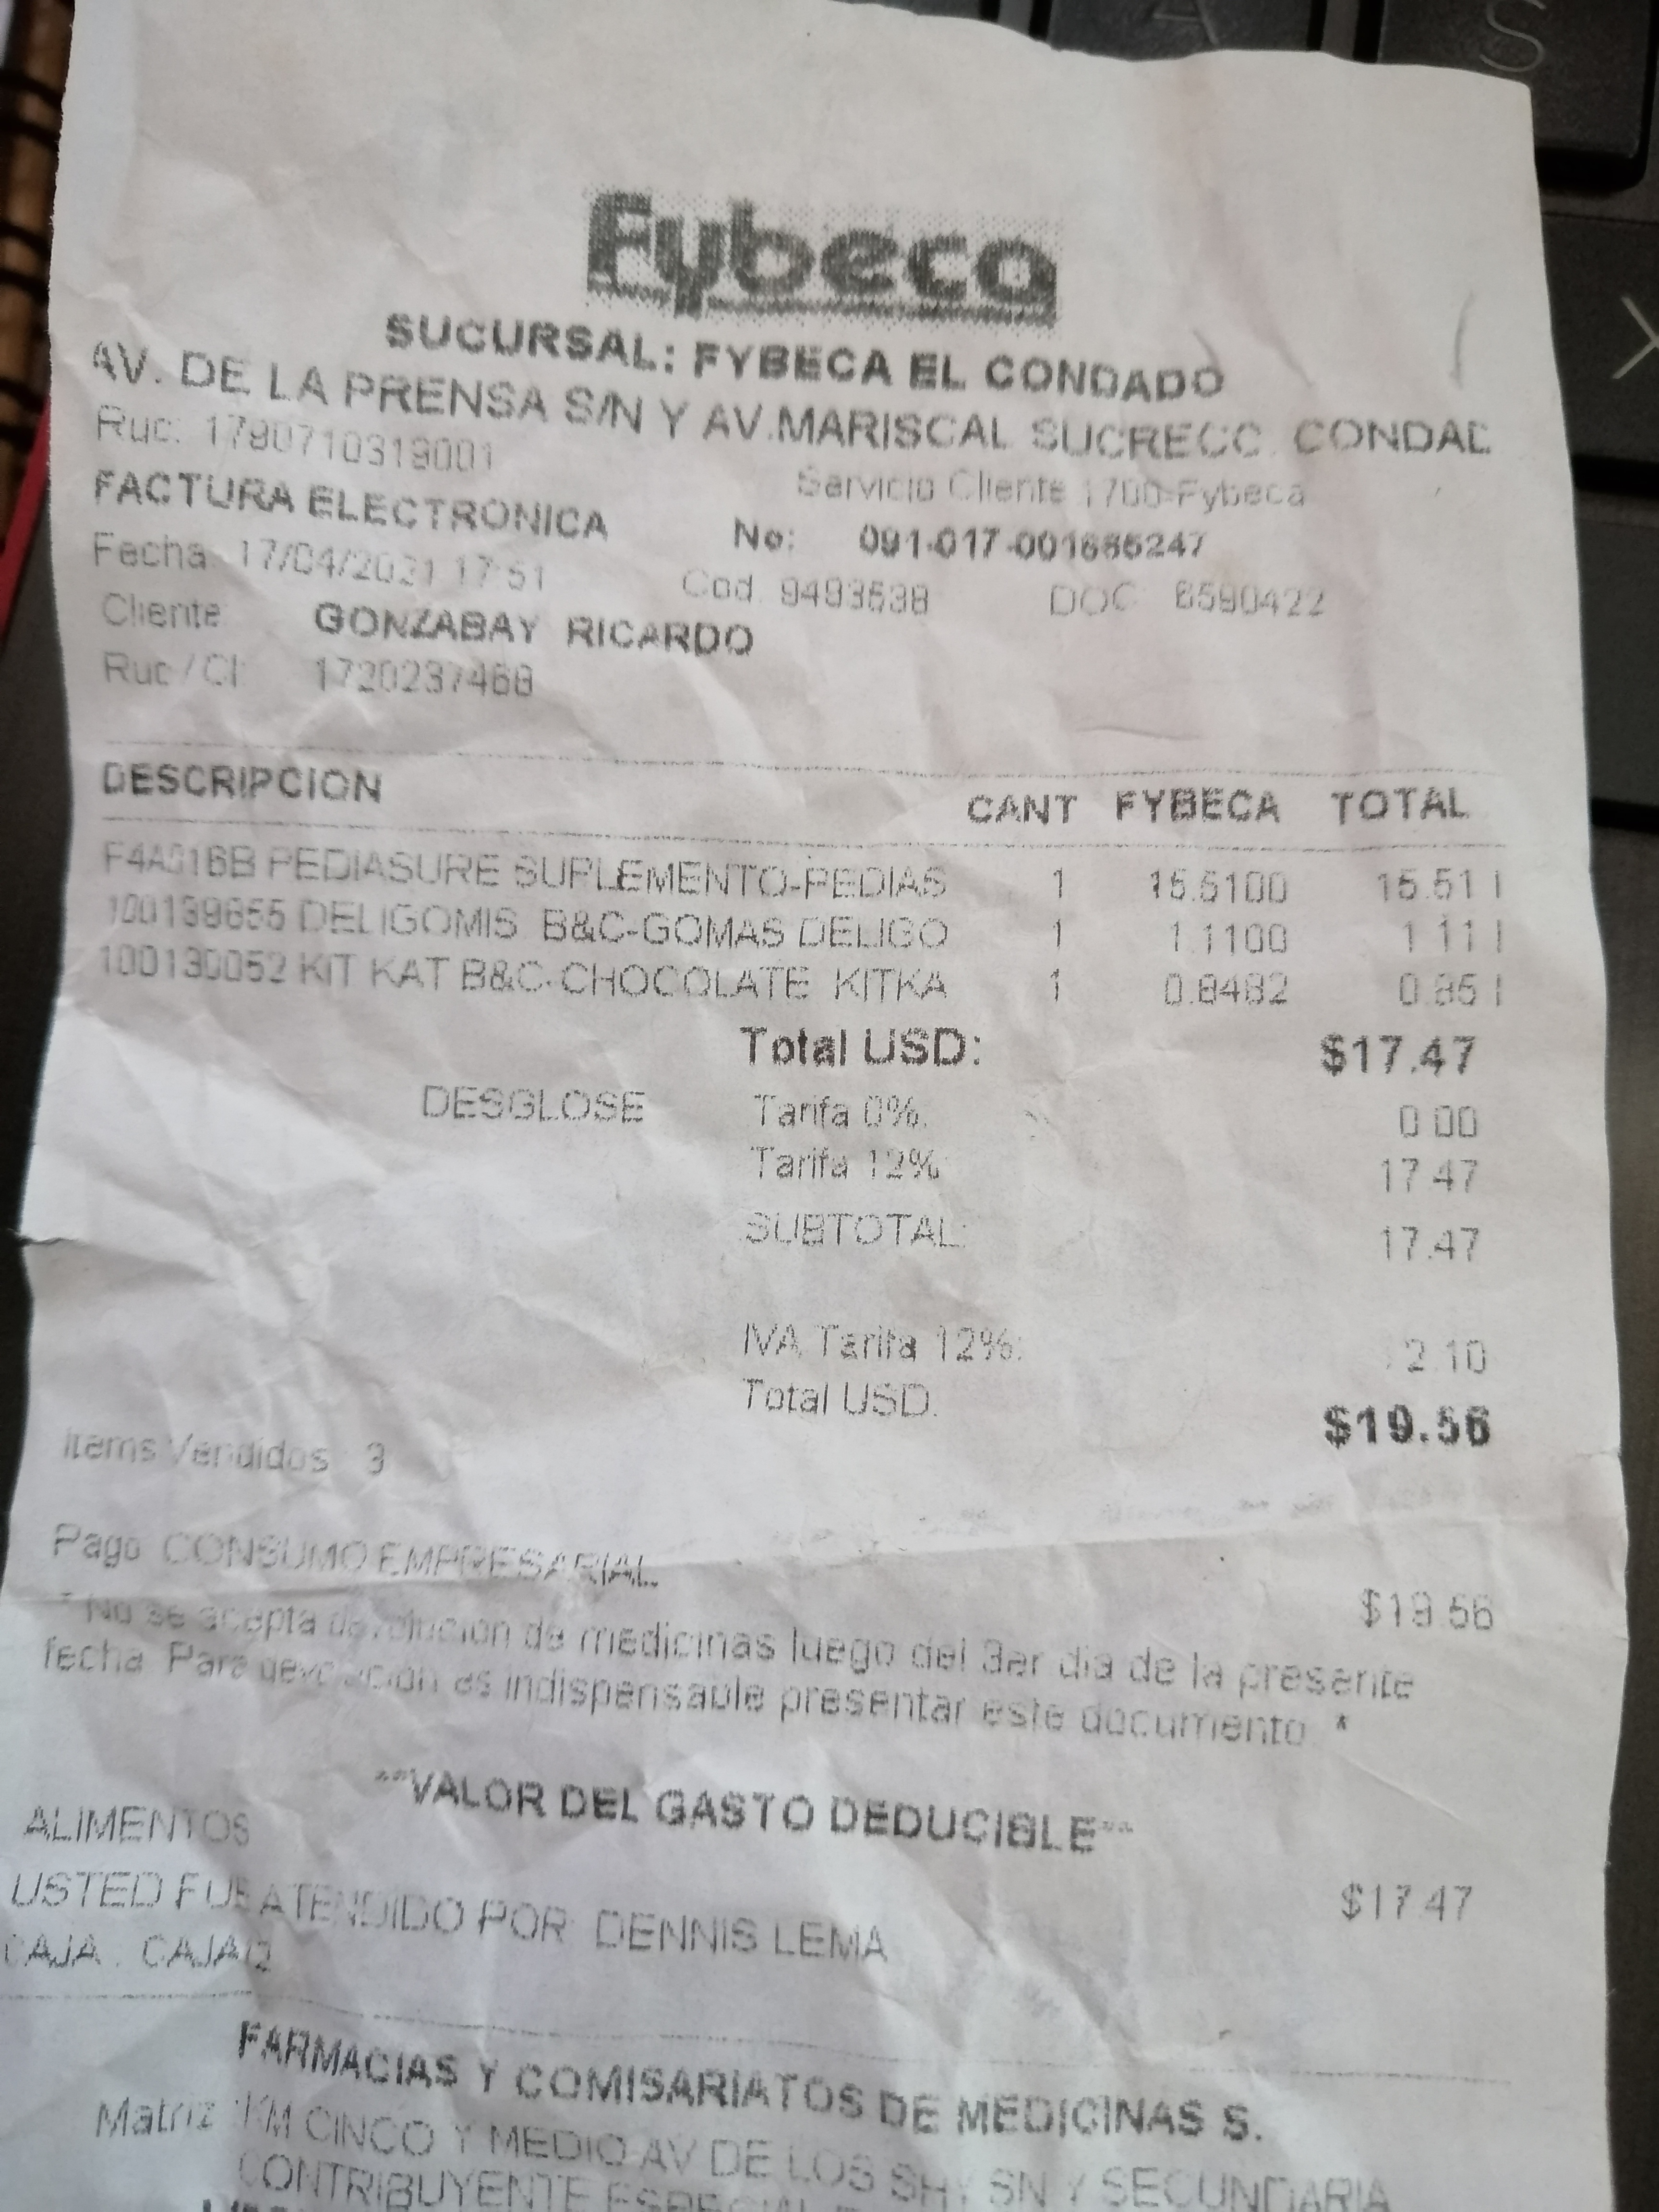 Fybeca
SUCURSAL: FYBECA EL CONDADO
AV. DE LA PRENSA S/N Y AV.MARISCAL SUCRECC. CONDAD
Ruc: 1790710319001
Servicio Cliente 1700-Fybeca
FACTURA ELECTRONICA No: 091-017-001685247
Fecha: 17/04/2021 17:51 Cod. DOC: 6590422
Cliente: GONZABAY RICARDO
Ruc / CI: 1720237468
DESCRIPCION CANT FYBECA TOTAL
PEDIASURE SUPLEMENTO-PEDIAS 1 15.5100 15.51 I
100139655 DELIGOMIS B&C-GOMAS DELIGO 1 1.1100 1.11 I
100130052 KIT KAT B&C-CHOCOLATE KITKA 1 0.8482 0.85 I
Total USD: $17.47
DESGLOSE Tarifa 0%: 0.00
Tarifa 12%: 17.47
SUBTOTAL: 17.47
IVA Tarifa 12%: 2.10
Total USD: $19.56
Items Vendidos : 3
Pago CONSUMO EMPRESARIAL $19.56
* No se acepta devolucion de medicinas luego del 3er dia de la presente
fecha. Para devolucion es indispensable presentar este documento. *
**VALOR DEL GASTO DEDUCIBLE**
ALIMENTOS $17.47
USTED FUE ATENDIDO POR: DENNIS LEMA
CAJA : CAJA
FARMACIAS Y COMISARIATOS DE MEDICINAS S.
Matriz :KM CINCO Y MEDIO AV DE LOS SN Y SECUNDARIA
CONTRIBUYENTE ESPECIAL